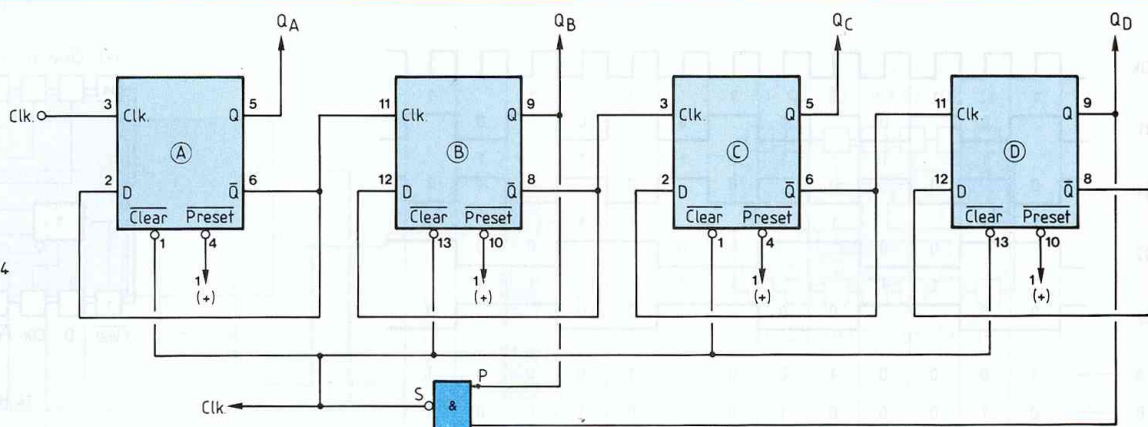 QA QB QC QD
3 Clk. Q 5 11 Clk. Q 9 3 Clk. Q 5 11 Clk. Q 9
Clk.
A B C D
2 D Q̅ 6 12 D Q̅ 8 2 D Q̅ 6 12 D Q̅ 8
Clear Preset Clear Preset Clear Preset Clear Preset
1 4 13 10 1 4 13 10
4
1 1 1 1
(+) (+) (+) (+)
P
S
Clk. &